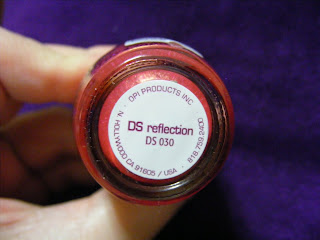 OPI PRODUCTS INC
DS reflection
DS 030
N. HOLLYWOOD CA 91605 / USA • 818.759.2400